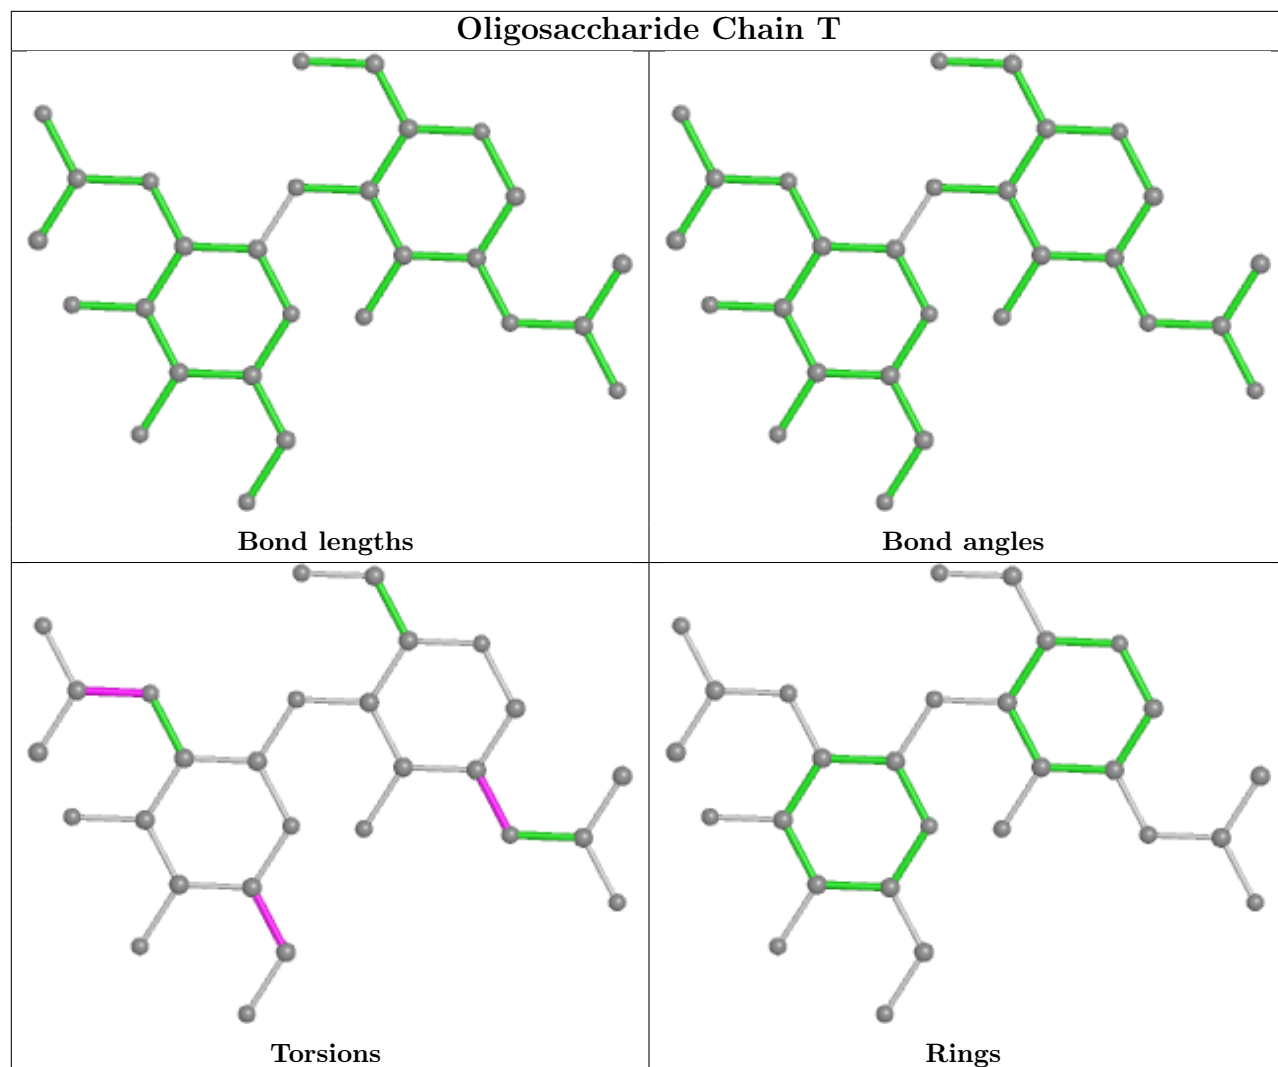 Oligosaccharide Chain T
Bond lengths
Bond angles
Torsions
Rings